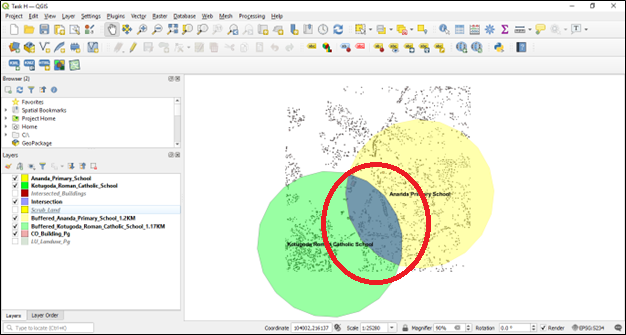 Task H — QGIS
Project Edit View Layer Settings Plugins Vector Raster Database Web Mesh Processing Help
Browser (2)
Favorites
Spatial Bookmarks
Project Home
Home
C:\
GeoPackage
Layers
Ananda_Primary_School
Kotugoda_Roman_Catholic_School
Intersected_Buildings
Intersection
Scrub_Land
Buffered_Ananda_Primary_School_1.2KM
Buffered_Kotugoda_Roman_Catholic_School_1.17KM
CO_Building_Pg
LU_Landuse_Pg
Ananda Primary School
Kotugoda Roman Catholic School
Layers Layer Order
Type to locate (Ctrl+K)
Coordinate 104002,216137 Scale 1:25280 Magnifier 90% Rotation 0.0 ° Render EPSG:5234